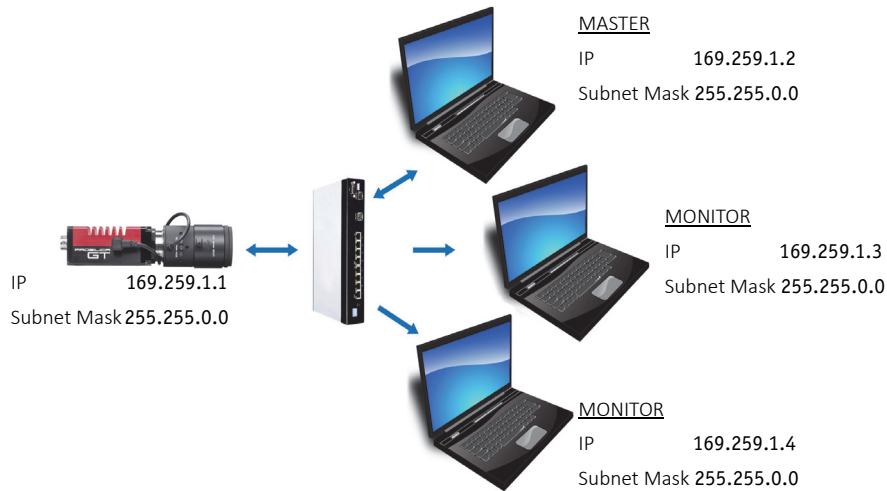 MASTER
IP 169.259.1.2
Subnet Mask 255.255.0.0
MONITOR
IP 169.259.1.3
Subnet Mask 255.255.0.0
PROSILICA
GT
IP 169.259.1.1
Subnet Mask 255.255.0.0
MONITOR
IP 169.259.1.4
Subnet Mask 255.255.0.0